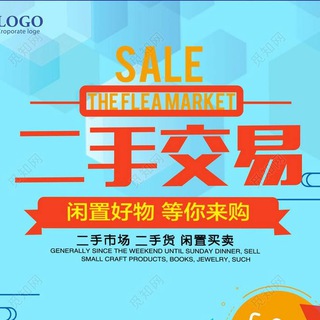 LOGO
Croporate logo
SALE
THE FLEA MARKET
二手交易
闲置好物 等你来购
二手市场 二手货 闲置买卖
GENERALLY SINCE THE WEEKEND UNTIL SUNDAY DINNER, SELL
SMALL CRAFT PRODUCTS, BOOKS, JEWELRY, SUCH